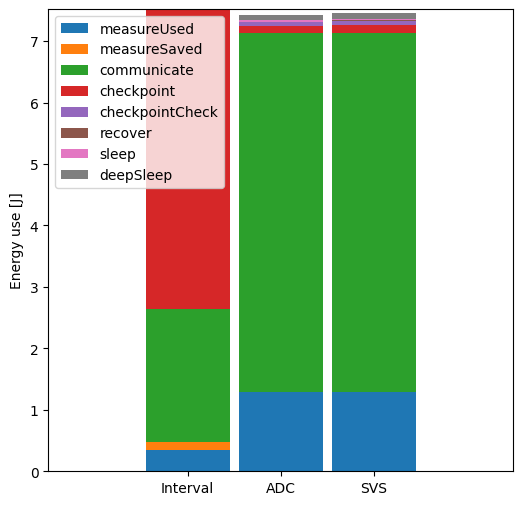 measureUsed
measureSaved
communicate
checkpoint
checkpointCheck
recover
sleep
deepSleep
Energy use [J]
7
6
5
4
3
2
1
0
Interval ADC SVS